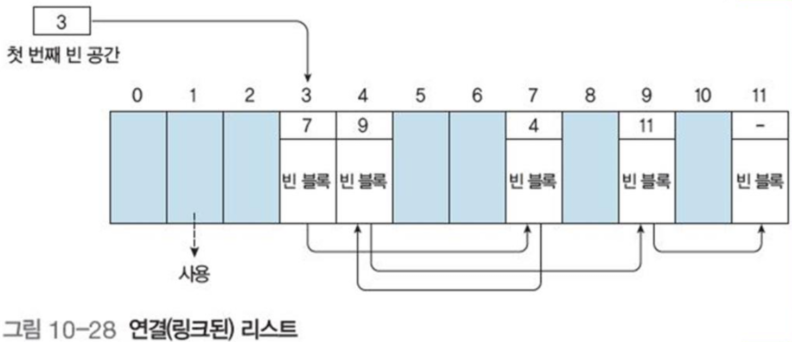 3
첫 번째 빈 공간
0 1 2 3 4 5 6 7 8 9 10 11
7 9 4 11 -
빈 블록 빈 블록 빈 블록 빈 블록 빈 블록
사용
그림 10-28 연결(링크된) 리스트